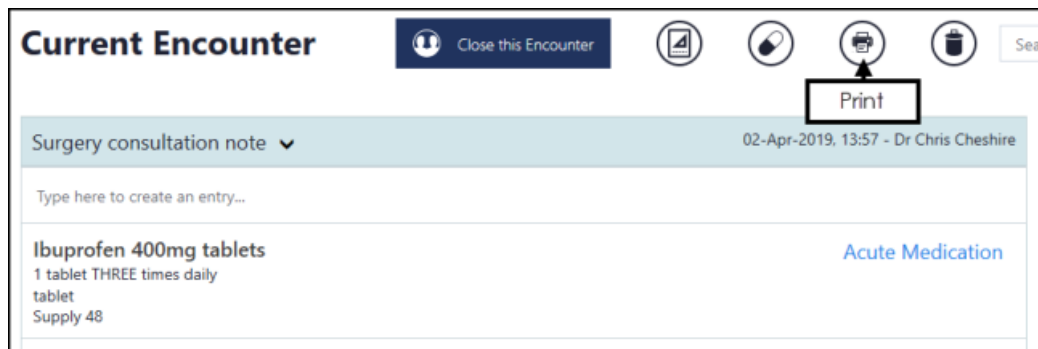 Current Encounter
Close this Encounter
Print
Surgery consultation note
02-Apr-2019, 13:57 - Dr Chris Cheshire
Type here to create an entry...
Ibuprofen 400mg tablets
Acute Medication
1 tablet THREE times daily
tablet
Supply 48